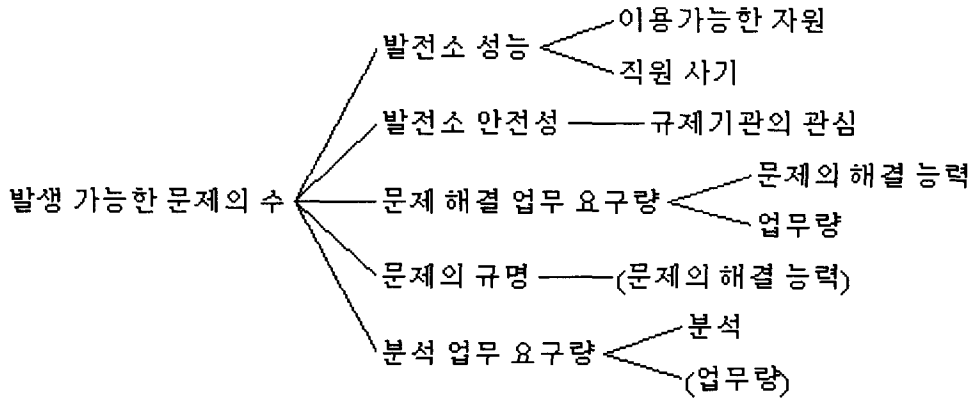 이용가능한 자원
발전소 성능
직원 사기
발전소 안전성
규제기관의 관심
문제의 해결 능력
발생 가능한 문제의 수
문제 해결 업무 요구량
업무량
문제의 규명
(문제의 해결 능력)
분석
분석 업무 요구량
(업무량)